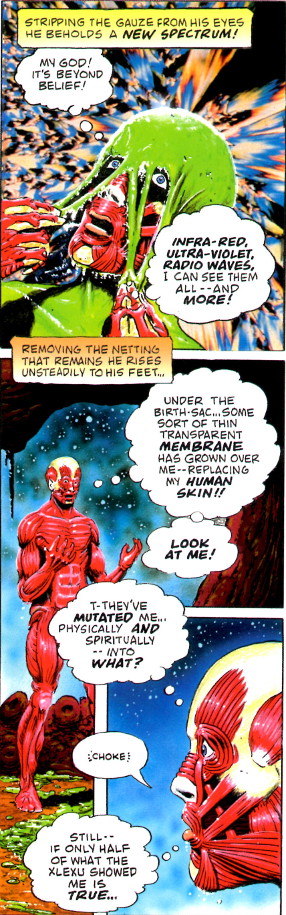 STRIPPING THE GAUZE FROM HIS EYES
HE BEHOLDS A NEW SPECTRUM!
MY GOD!
IT'S BEYOND
BELIEF!
INFRA-RED,
ULTRA-VIOLET,
RADIO WAVES,
I CAN SEE THEM
ALL--AND
MORE!
REMOVING THE NETTING
THAT REMAINS HE RISES
UNSTEADILY TO HIS FEET...
UNDER THE
BIRTH-SAC...SOME
SORT OF THIN
TRANSPARENT
MEMBRANE
HAS GROWN OVER
ME--REPLACING
MY HUMAN
SKIN!!
LOOK
AT ME!
T-THEY'VE
MUTATED ME...
PHYSICALLY AND
SPIRITUALLY
-- INTO
WHAT?
:CHOKE:
STILL--
IF ONLY HALF
OF WHAT THE
XLEXU SHOWED
ME IS
TRUE...